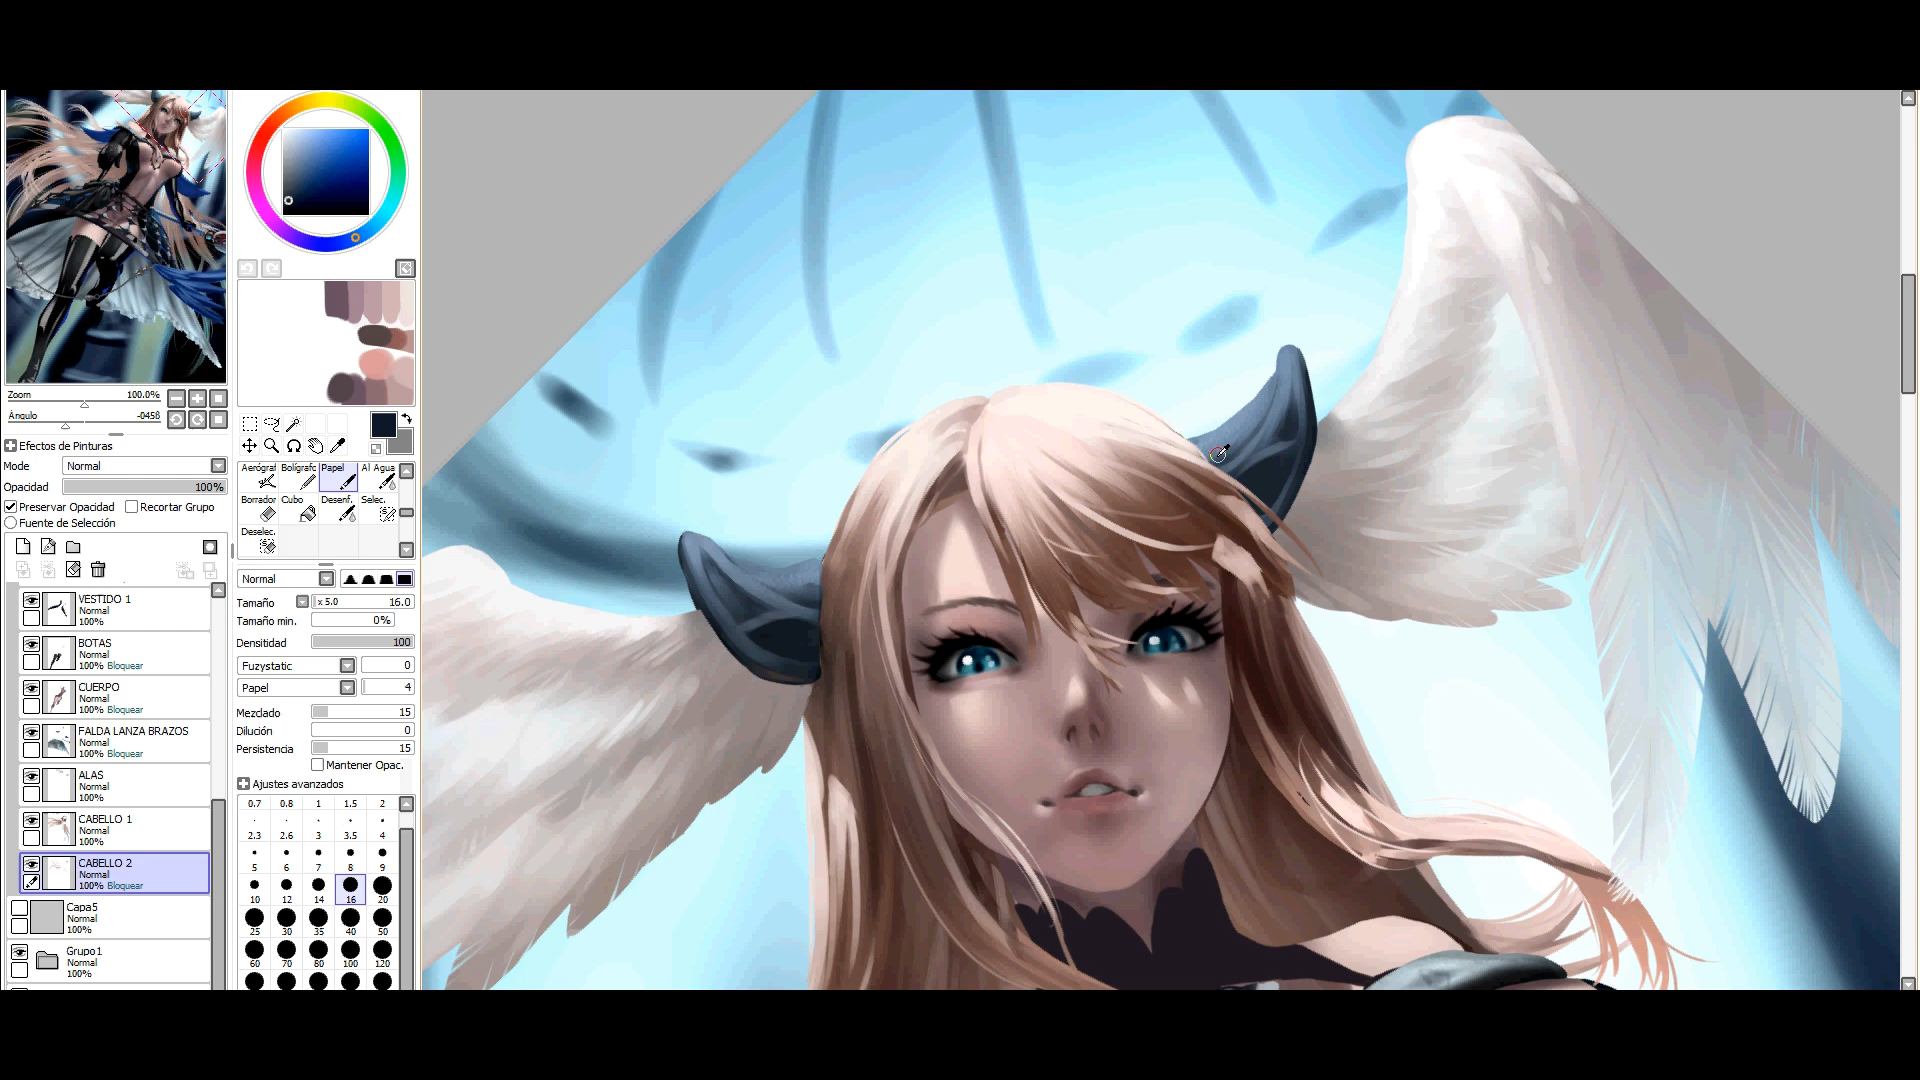 Zoom 100.0%
Ángulo -045ß
Efectos de Pinturas
Mode Normal
Opacidad 100%
Preservar Opacidad Recortar Grupo
Fuente de Selección
VESTIDO 1
Normal
100%
BOTAS
Normal
100% Bloquear
CUERPO
Normal
100% Bloquear
FALDA LANZA BRAZOS
Normal
100% Bloquear
ALAS
Normal
100%
CABELLO 1
Normal
100%
CABELLO 2
Normal
100% Bloquear
Capa5
Normal
100%
Grupo1
Normal
100%
Aerógraf Bolígrafc Papel Al Agua
Borrador Cubo Desenf. Selec.
Deselec.
Normal
Tamaño x 5.0 16.0
Tamaño min. 0%
Densitidad 100
Fuzystatic 0
Papel 4
Mezclado 15
Dilución 0
Persistencia 15
Mantener Opac.
Ajustes avanzados
0.7 0.8 1 1.5 2
2.3 2.6 3 3.5 4
5 6 7 8 9
10 12 14 16 20
25 30 35 40 50
60 70 80 100 120